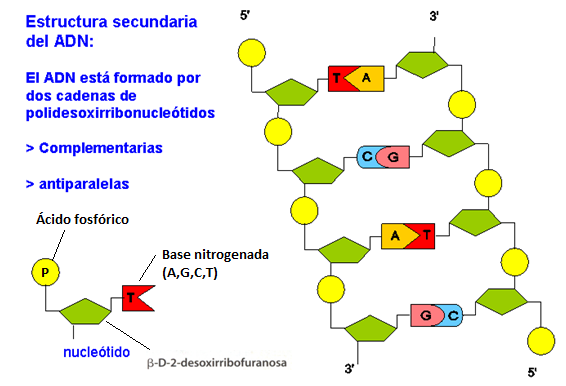 Estructura secundaria
del ADN:
El ADN está formado por
dos cadenas de
polidesoxirribonucleótidos
> Complementarias
> antiparalelas
Ácido fosfórico
P
T
Base nitrogenada
(A,G,C,T)
nucleótido
β-D-2-desoxirribofuranosa
5'
3'
T A
C G
A T
G C
3'
5'